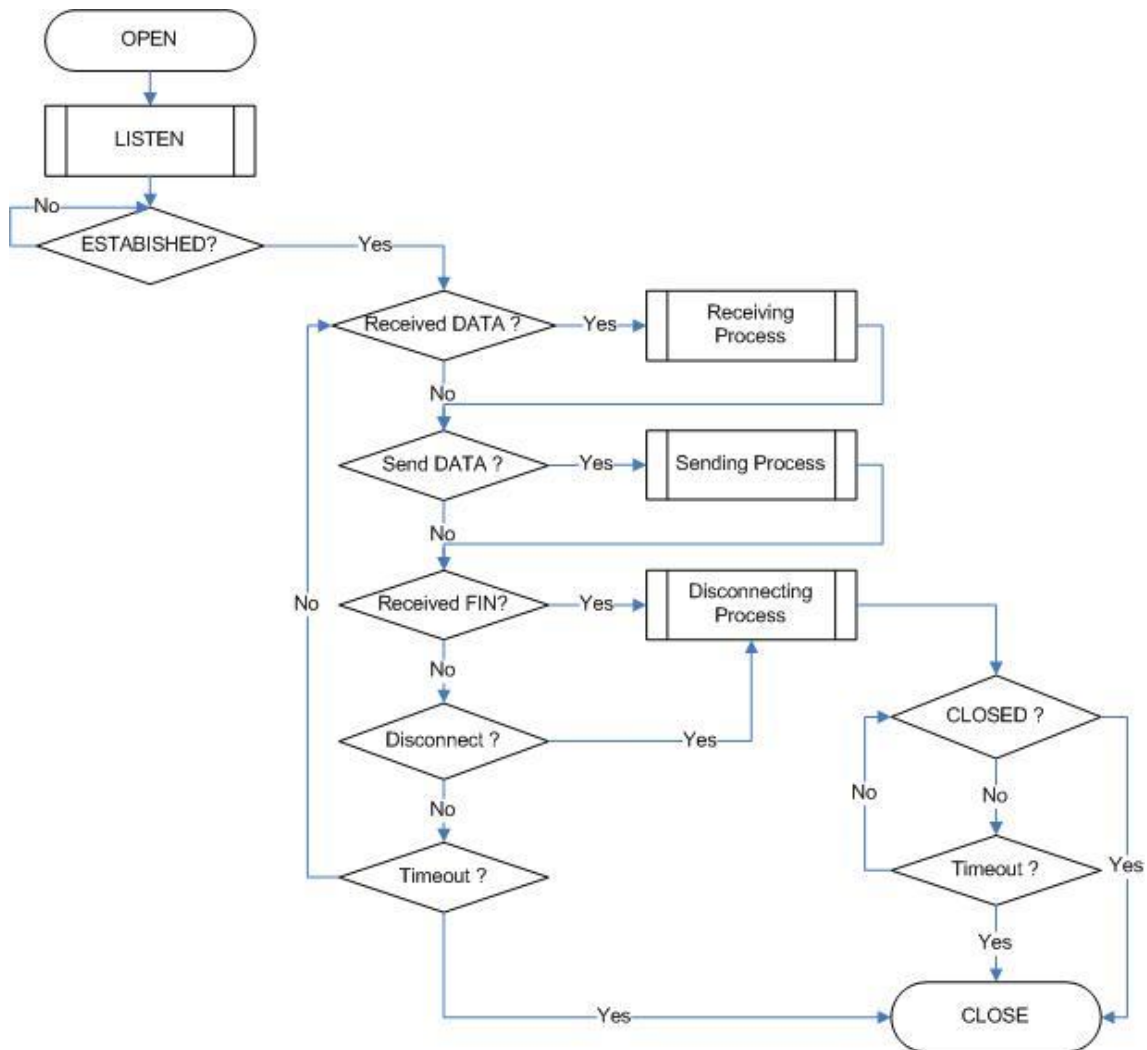 OPEN
LISTEN
No
ESTABISHED?
Yes
Received DATA ?
Yes
Receiving
Process
No
Send DATA ?
Yes
Sending Process
No
No
Received FIN?
Yes
Disconnecting
Process
No
Disconnect ?
Yes
CLOSED ?
No
No
No
Timeout ?
Timeout ?
Yes
Yes
Yes
CLOSE